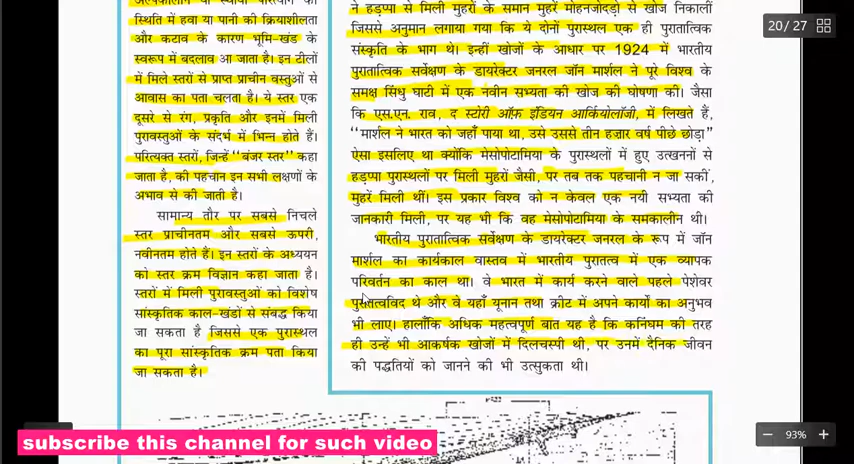 अल्पकालीन या स्थायी परित्याग की
स्थिति में हवा या पानी की क्रियाशीलता
और कटाव के कारण भूमि-खंड के
स्वरूप में बदलाव आ जाता है। इन टीलों
में मिले स्तरों से प्राप्त प्राचीन वस्तुओं से
आवास का पता चलता है। ये स्तर एक
दूसरे से रंग, प्रकृति और इनमें मिली
पुरावस्तुओं के संदर्भ में भिन्न होते हैं।
परित्यक्त स्तरों, जिन्हें "बंजर स्तर" कहा
जाता है, की पहचान इन सभी लक्षणों के
अभाव से की जाती है।
सामान्य तौर पर सबसे निचले
स्तर प्राचीनतम और सबसे ऊपरी,
नवीनतम होते हैं। इन स्तरों के अध्ययन
को स्तर क्रम विज्ञान कहा जाता है।
स्तरों में मिली पुरावस्तुओं को विशेष
सांस्कृतिक काल-खंडों से संबद्ध किया
जा सकता है जिससे एक पुरास्थल
का पूरा सांस्कृतिक क्रम पता किया
जा सकता है।
ने हड़प्पा से मिली मुहरों के समान मुहरें मोहनजोदड़ो से खोज निकालीं
जिससे अनुमान लगाया गया कि ये दोनों पुरास्थल एक ही पुरातात्विक
संस्कृति के भाग थे। इन्हीं खोजों के आधार पर 1924 में भारतीय
पुरातात्विक सर्वेक्षण के डायरेक्टर जनरल जॉन मार्शल ने पूरे विश्व के
समक्ष सिंधु घाटी में एक नवीन सभ्यता की खोज की घोषणा की। जैसा
कि एस.एन. राव, द स्टोरी ऑफ़ इंडियन आर्कियोलॉजी, में लिखते हैं,
"मार्शल ने भारत को जहाँ पाया था, उसे उससे तीन हज़ार वर्ष पीछे छोड़ा"
ऐसा इसलिए था क्योंकि मेसोपोटामिया के पुरास्थलों में हुए उत्खननों से
हड़प्पा पुरास्थलों पर मिली मुहरों जैसी, पर तब तक पहचानी न जा सकीं,
मुहरें मिली थीं। इस प्रकार विश्व को न केवल एक नयी सभ्यता की
जानकारी मिली, पर यह भी कि वह मेसोपोटामिया के समकालीन थी।
भारतीय पुरातात्विक सर्वेक्षण के डायरेक्टर जनरल के रूप में जॉन
मार्शल का कार्यकाल वास्तव में भारतीय पुरातत्व में एक व्यापक
परिवर्तन का काल था। वे भारत में कार्य करने वाले पहले पेशेवर
पुरातत्वविद थे और वे यहाँ यूनान तथा क्रीट में अपने कार्यों का अनुभव
भी लाए। हालाँकि अधिक महत्वपूर्ण बात यह है कि कनिंघम की तरह
ही उन्हें भी आकर्षक खोजों में दिलचस्पी थी, पर उनमें दैनिक जीवन
की पद्धतियों को जानने की भी उत्सुकता थी।
20 / 27
93%
subscribe this channel for such video